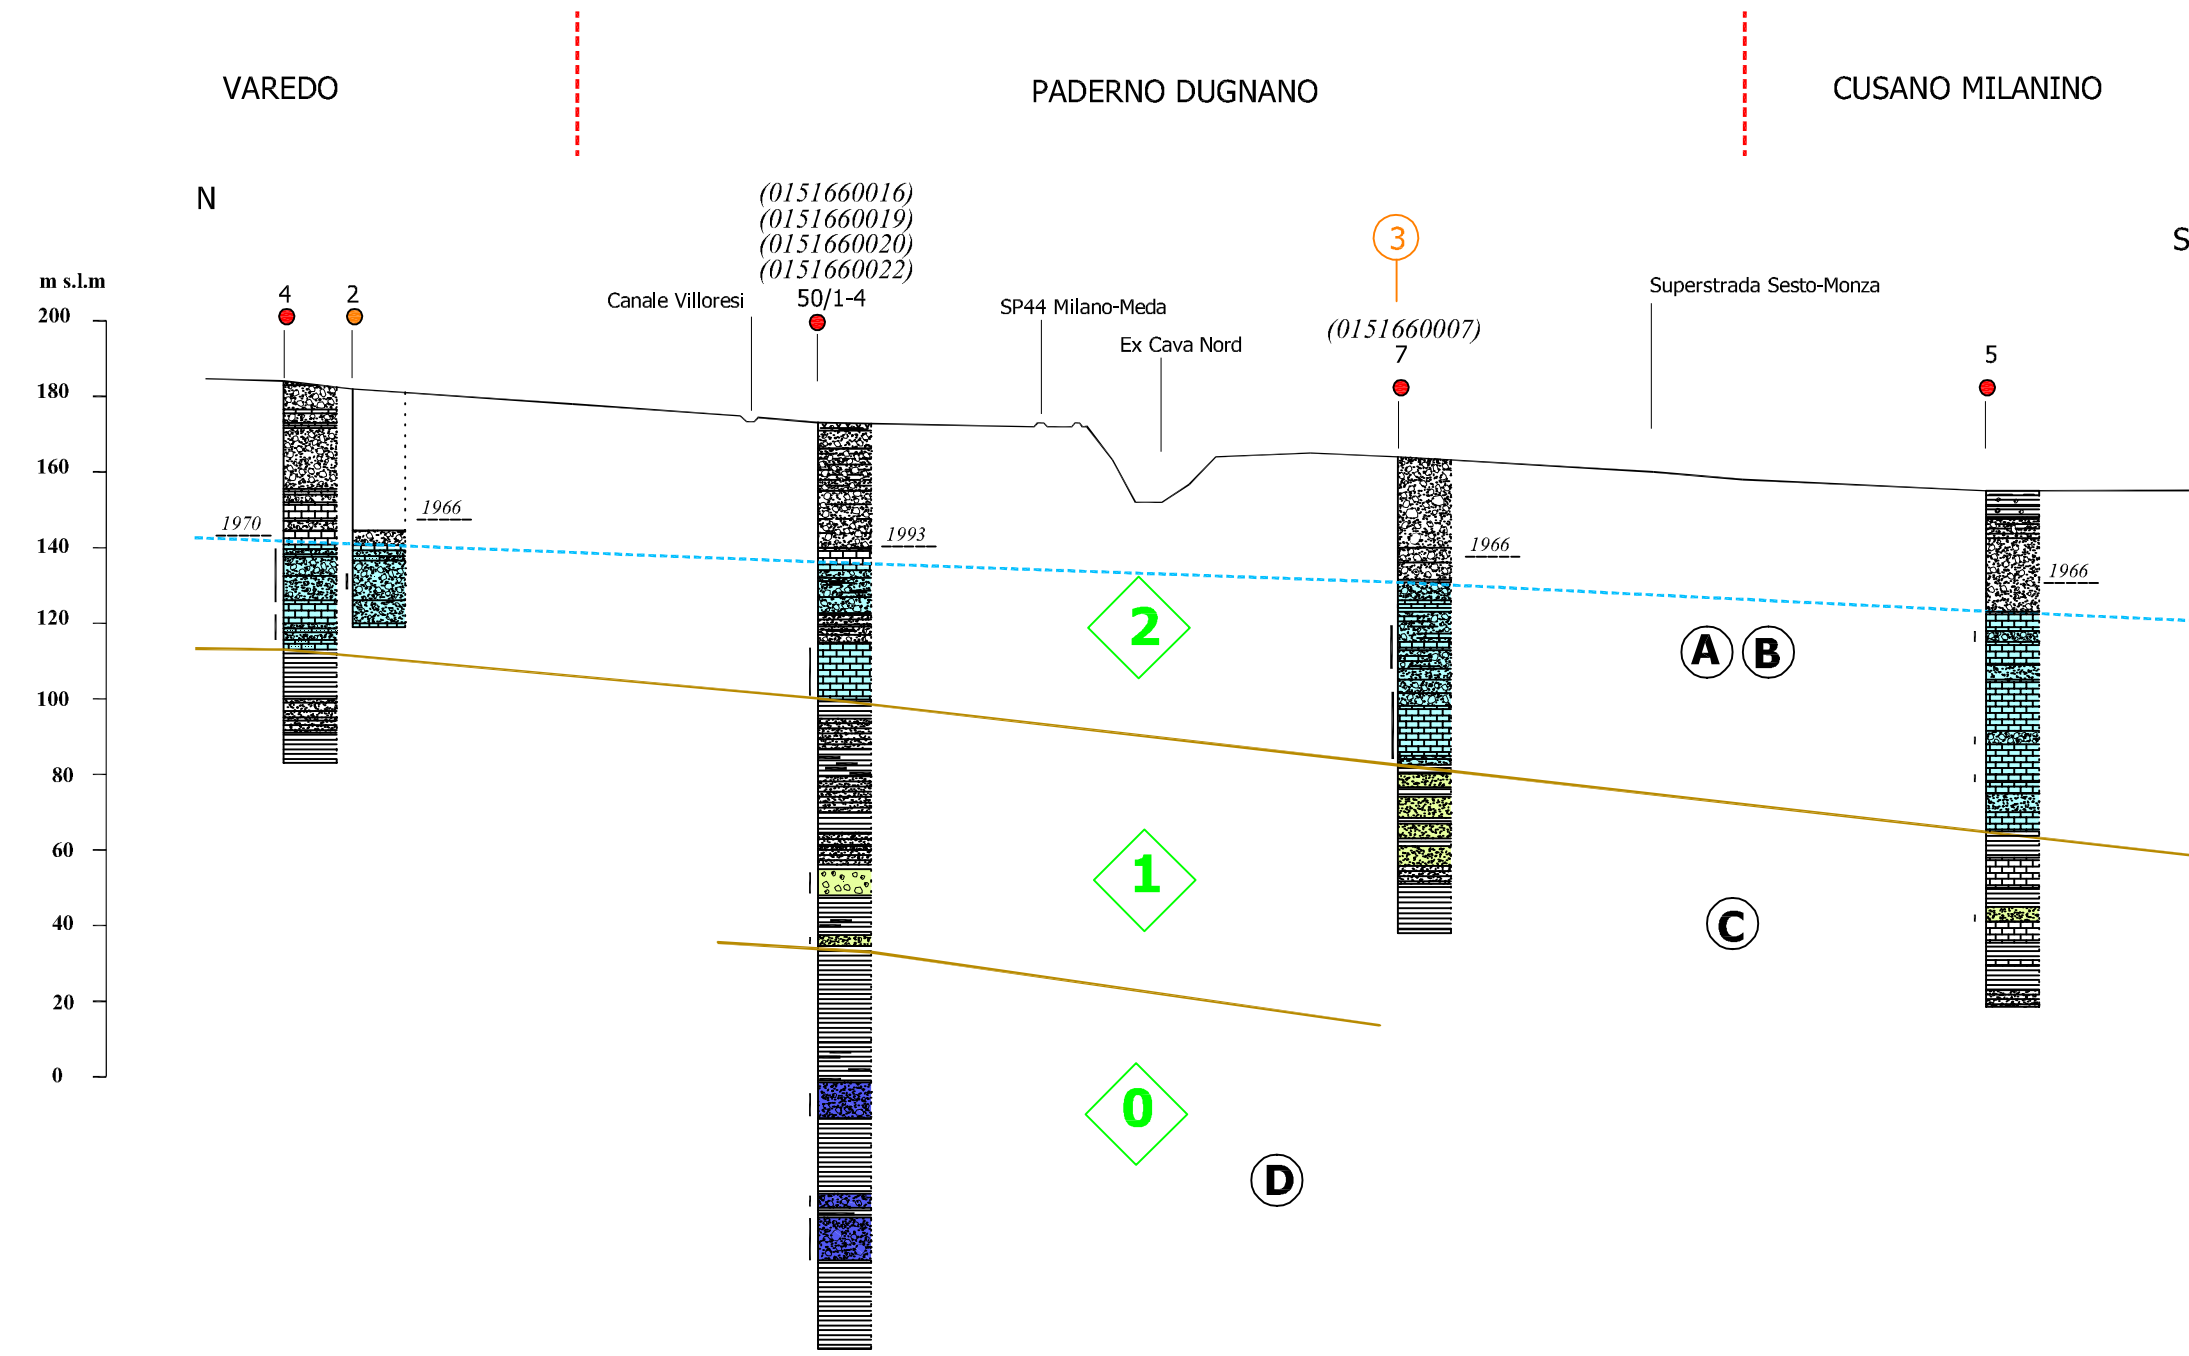 VAREDO
PADERNO DUGNANO
CUSANO MILANINO
N
S
(0151660016)
(0151660019)
(0151660020)
(0151660022)
50/1-4
3
(0151660007)
7
m s.l.m
4
2
Canale Villoresi
SP44 Milano-Meda
Ex Cava Nord
Superstrada Sesto-Monza
5
200
180
160
140
120
100
80
60
40
20
0
1970
1966
1993
1966
1966
2
A
B
1
C
0
D